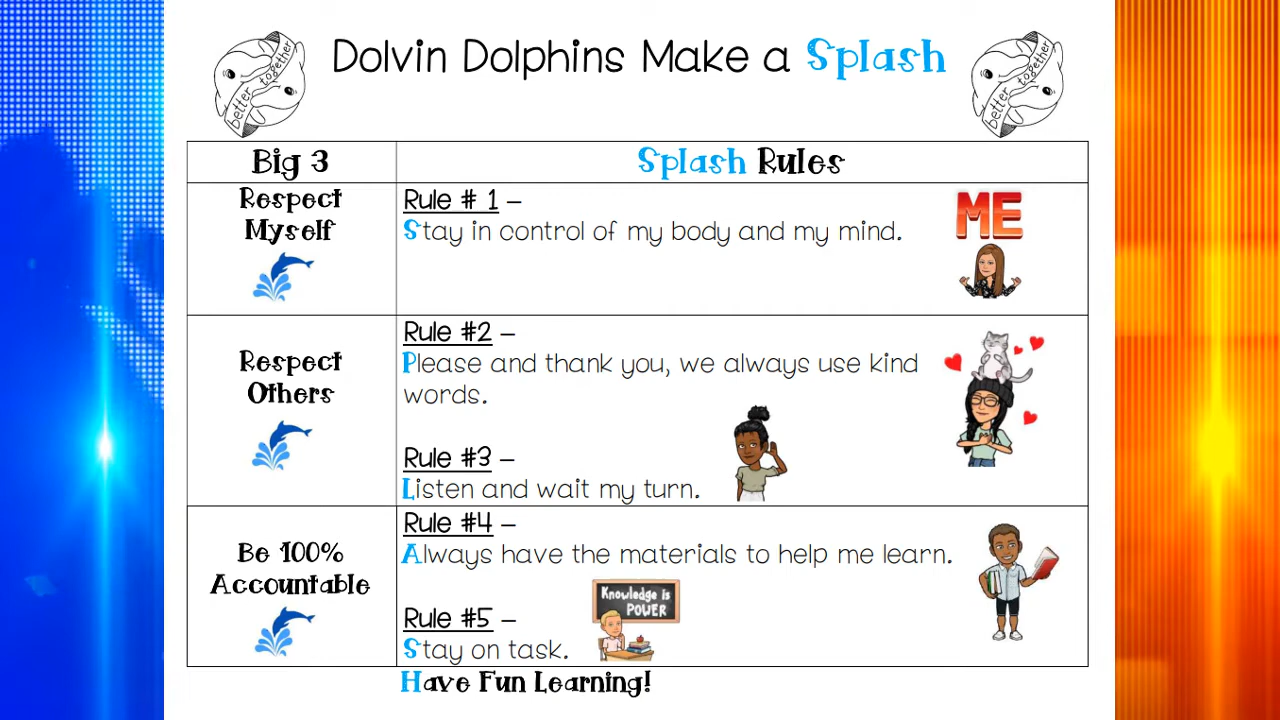 Dolvin Dolphins Make a Splash
better together
better together
Big 3
Splash Rules
Respect
Myself
Rule # 1 –
Stay in control of my body and my mind.
ME
Respect
Others
Rule #2 –
Please and thank you, we always use kind
words.
Rule #3 –
Listen and wait my turn.
Be 100%
Accountable
Rule #4 –
Always have the materials to help me learn.
Rule #5 –
Stay on task.
Knowledge is
POWER
Have Fun Learning!